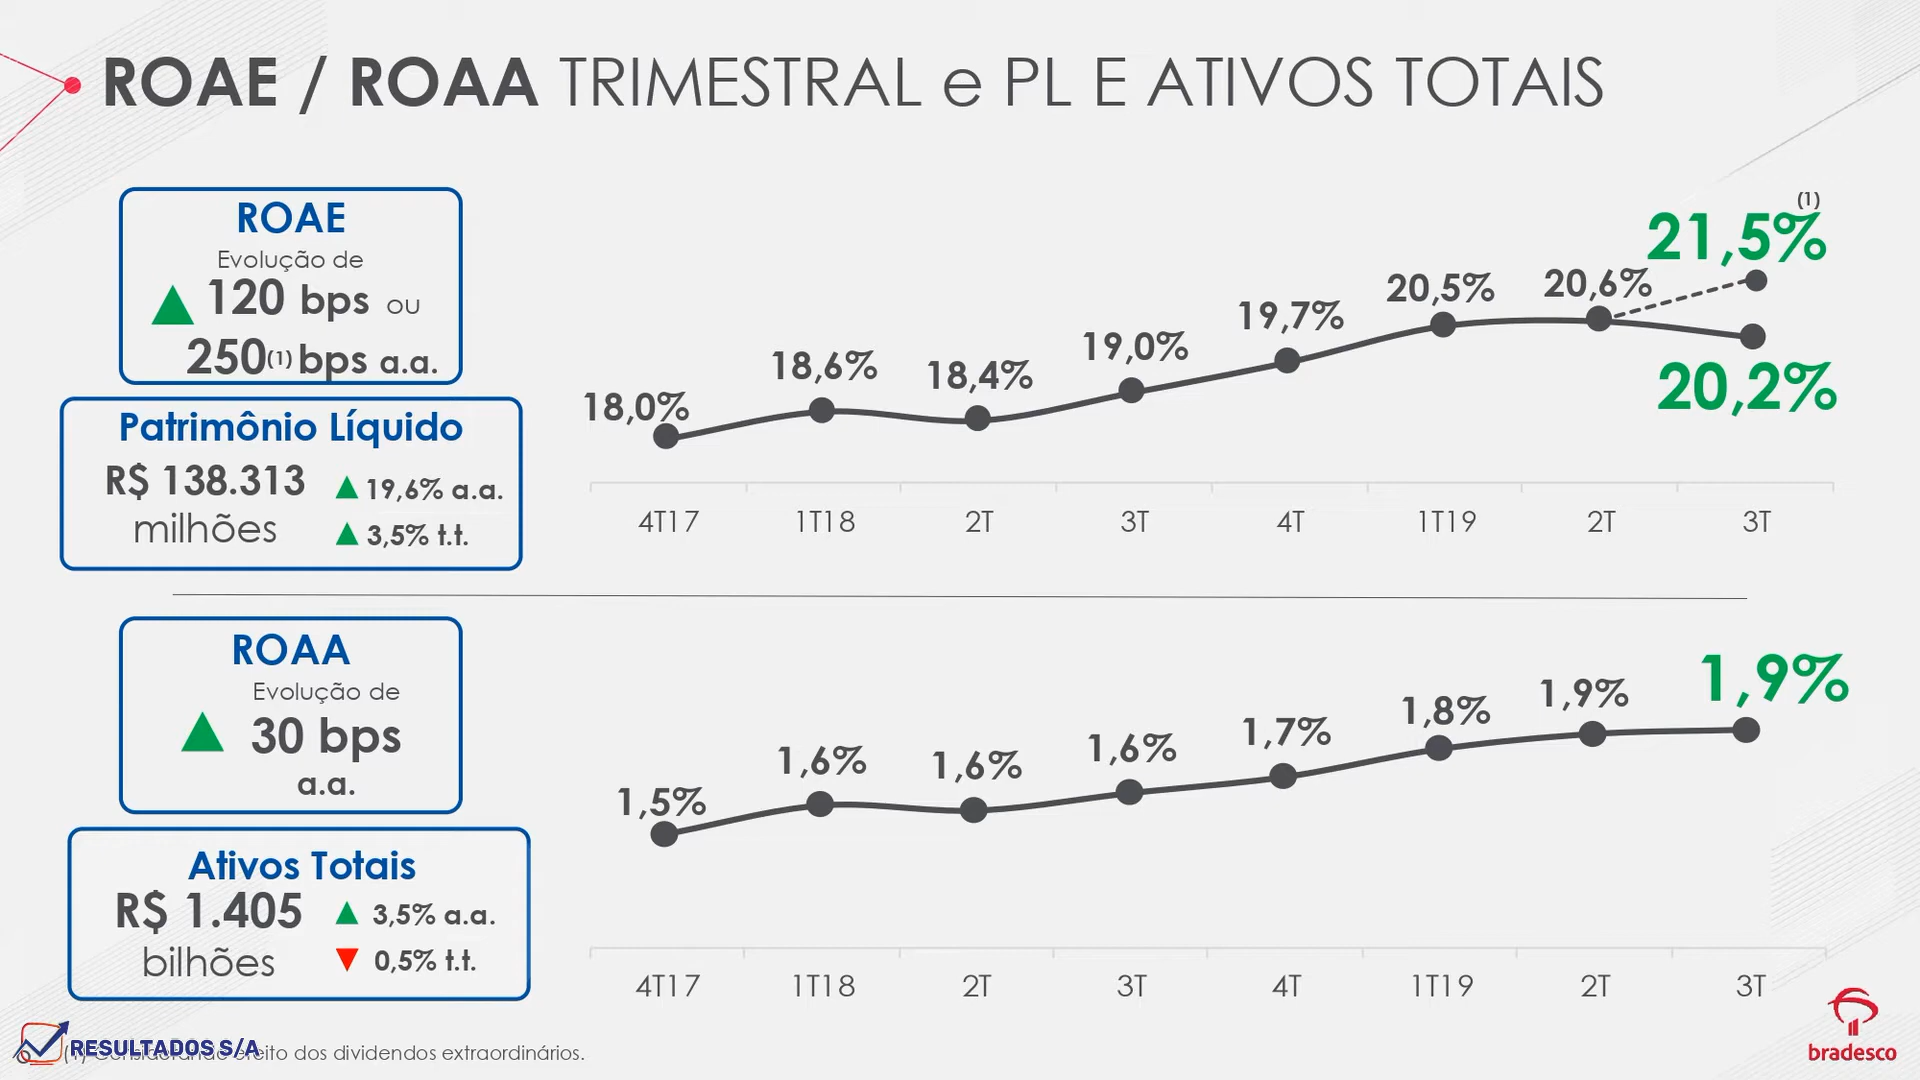 ROAE / ROAA TRIMESTRAL e PL E ATIVOS TOTAIS
ROAE
Evolução de
120 bps ou
250(1) bps a.a.
Patrimônio Líquido
R$ 138.313
milhões
19,6% a.a.
3,5% t.t.
18,0%
18,6%
18,4%
19,0%
19,7%
20,5%
20,6%
21,5%(1)
20,2%
4T17 1T18 2T 3T 4T 1T19 2T 3T
ROAA
Evolução de
30 bps
a.a.
Ativos Totais
R$ 1.405
bilhões
3,5% a.a.
0,5% t.t.
1,5%
1,6%
1,6%
1,6%
1,7%
1,8%
1,9%
1,9%
4T17 1T18 2T 3T 4T 1T19 2T 3T
RESULTADOS S/A
dos dividendos extraordinários.
bradesco